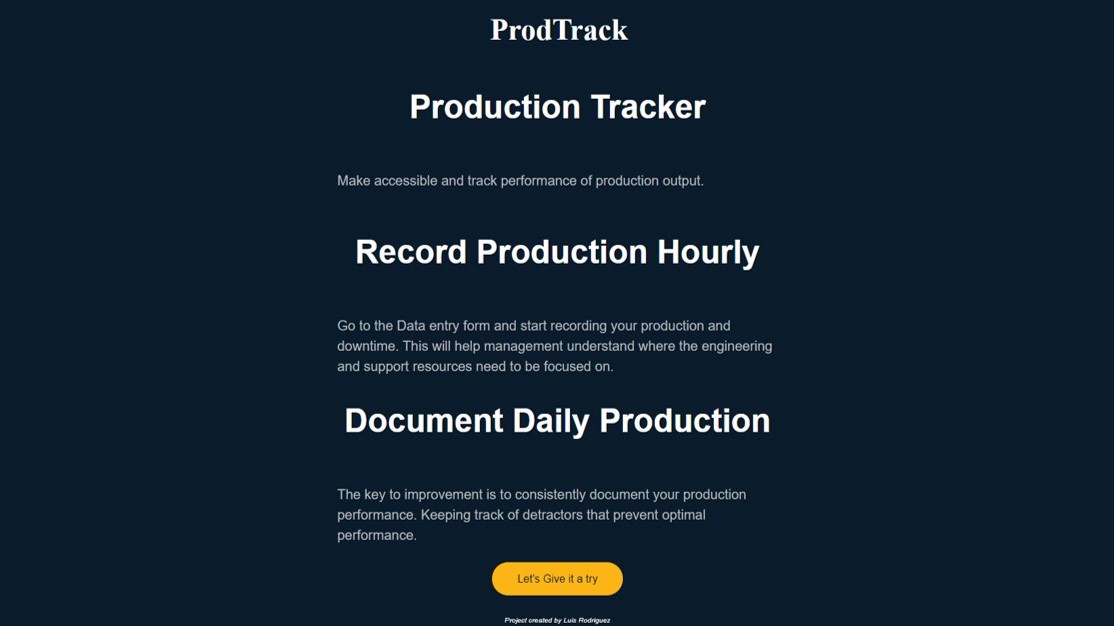 ProdTrack
Production Tracker
Make accessible and track performance of production output.
Record Production Hourly
Go to the Data entry form and start recording your production and
downtime. This will help management understand where the engineering
and support resources need to be focused on.
Document Daily Production
The key to improvement is to consistently document your production
performance. Keeping track of detractors that prevent optimal
performance.
Let's Give it a try
Project created by Luis Rodriguez